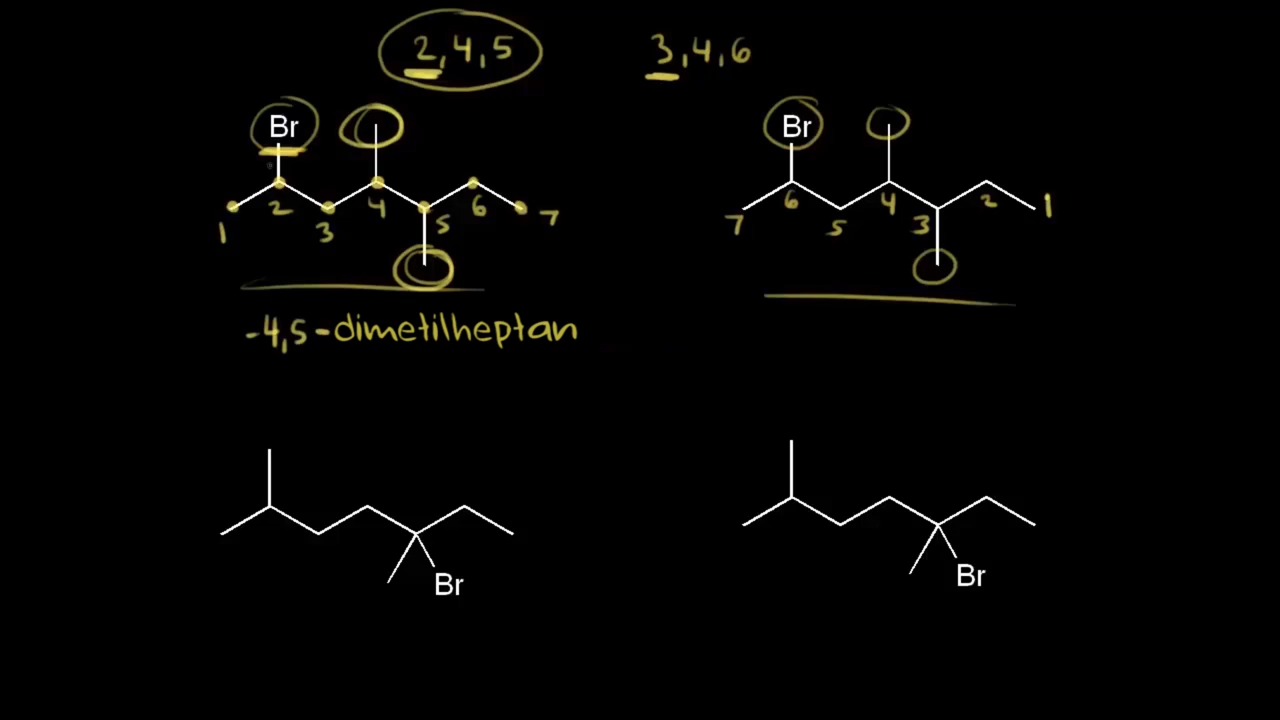 2,4,5
3,4,6
Br
Br
1 2 3 4 5 6 7
7 6 5 4 3 2 1
-4,5-dimetilheptan
Br
Br